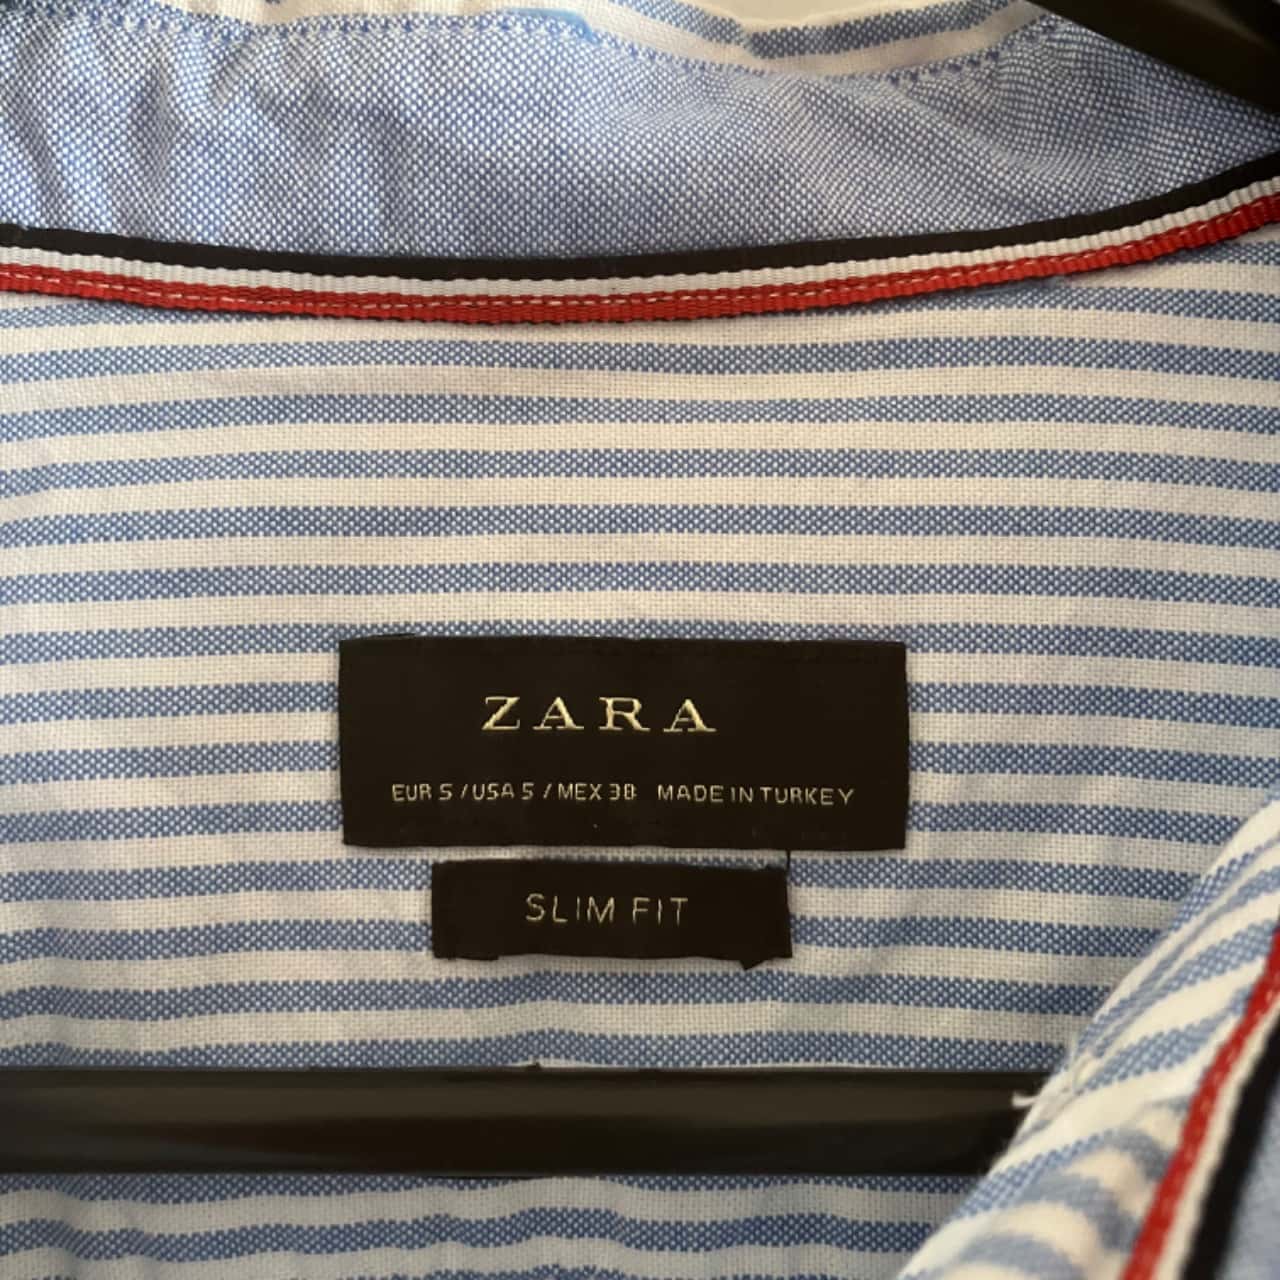 ZARA
EUR S / USA S / MEX 38 MADE IN TURKEY
SLIM FIT